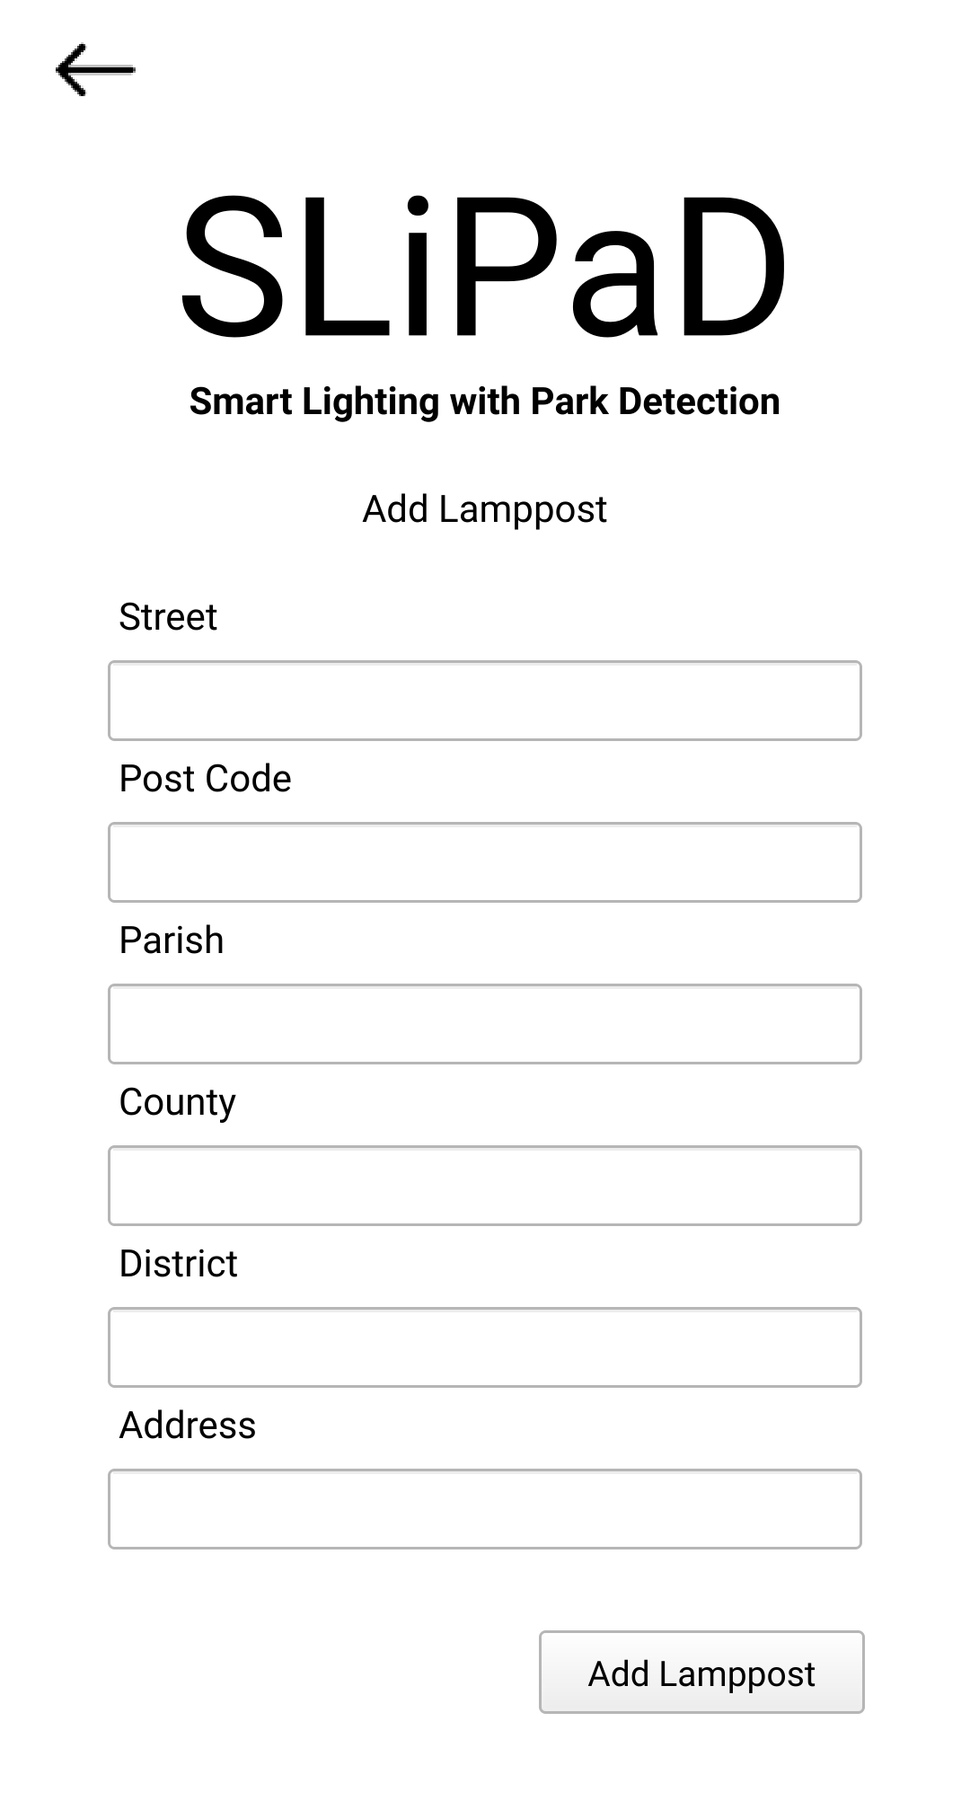 SLiPaD
Smart Lighting with Park Detection
Add Lamppost
Street
Post Code
Parish
County
District
Address
Add Lamppost